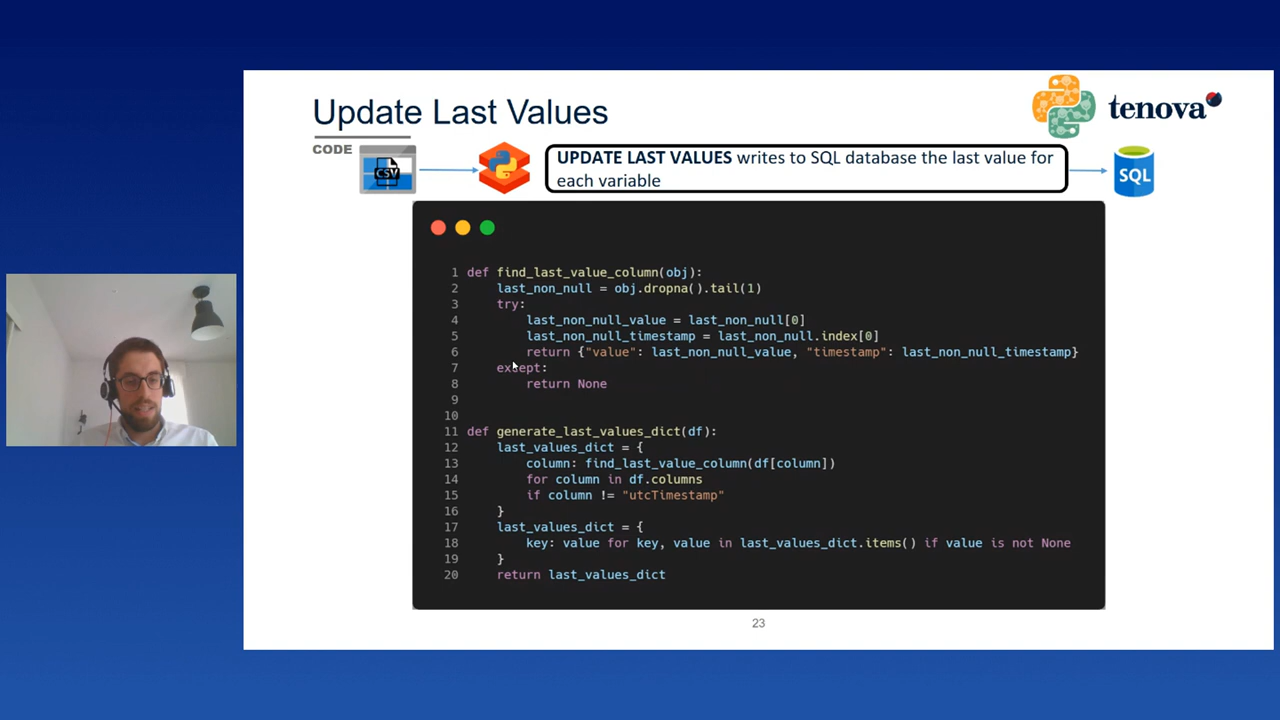 Update Last Values
tenova
CODE
CSV
UPDATE LAST VALUES writes to SQL database the last value for
each variable
SQL
1 def find_last_value_column(obj):
2     last_non_null = obj.dropna().tail(1)
3     try:
4         last_non_null_value = last_non_null[0]
5         last_non_null_timestamp = last_non_null.index[0]
6         return {"value": last_non_null_value, "timestamp": last_non_null_timestamp}
7     except:
8         return None
9
10
11 def generate_last_values_dict(df):
12     last_values_dict = {
13         column: find_last_value_column(df[column])
14         for column in df.columns
15         if column != "utcTimestamp"
16     }
17     last_values_dict = {
18         key: value for key, value in last_values_dict.items() if value is not None
19     }
20     return last_values_dict
23